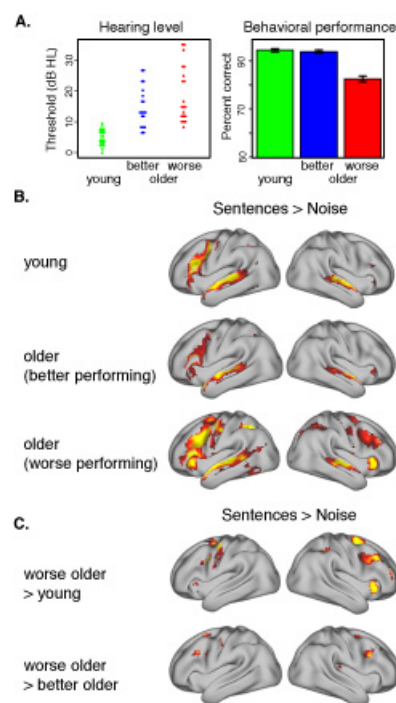 A.
Hearing level
Behavioral performance
Threshold (dB HL)
0 10 20 30
better worse
young older
Percent correct
50 70 90
better worse
young older
B.
Sentences > Noise
young
older
(better performing)
older
(worse performing)
C.
Sentences > Noise
worse older
> young
worse older
> better older